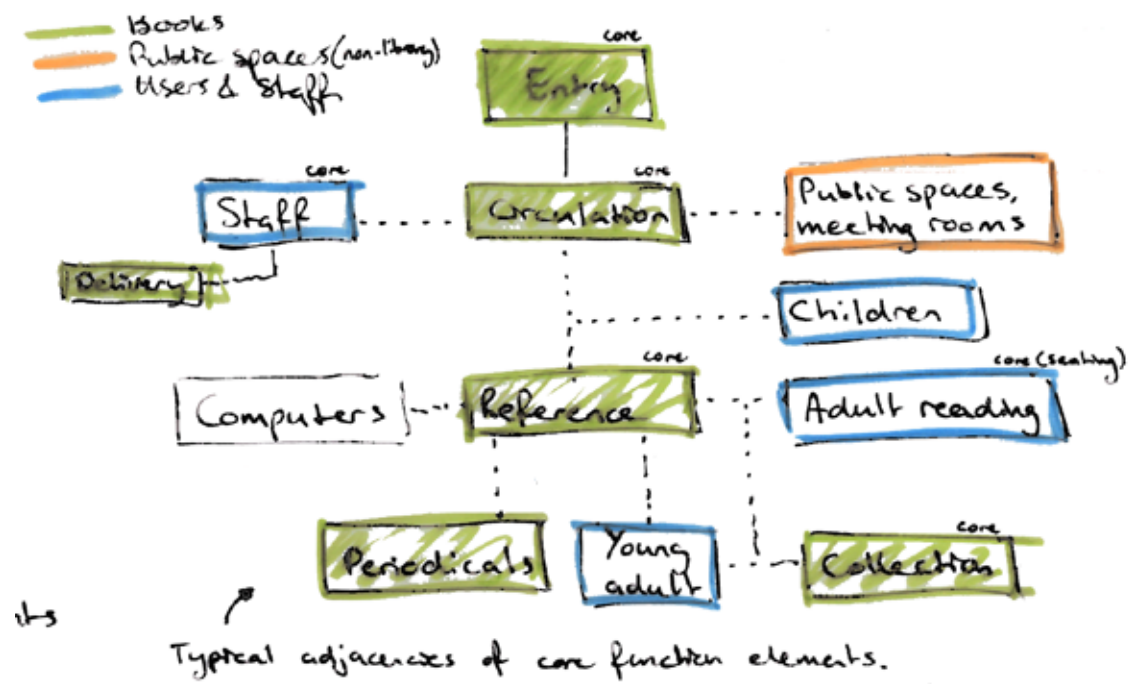 Books
Public spaces (non-library)
Users & Staff
core
Entry
core
Staff
core
Circulation
Public spaces,
meeting rooms
Delivery
Children
core
Reference
core (seating)
Adult reading
Computers
Periodicals
Young
adult
core
Collection
Typical adjacencies of core function elements.